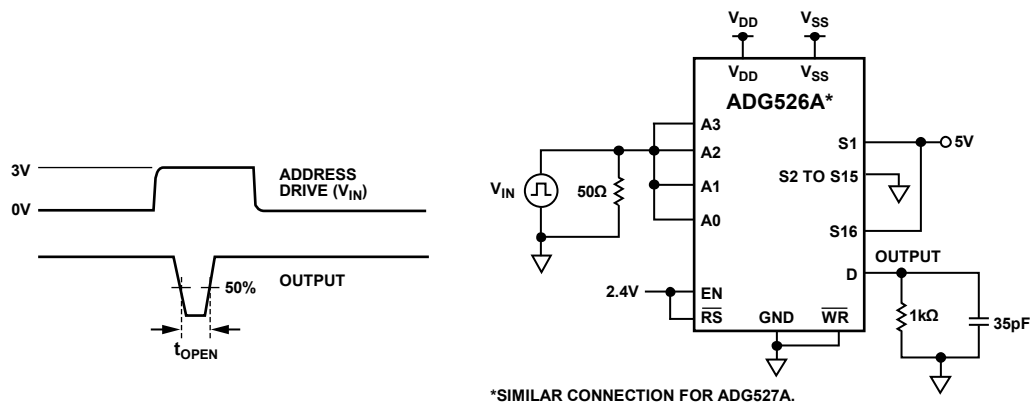 3V
0V
ADDRESS
DRIVE (VIN)
OUTPUT
50%
tOPEN
VDD
VSS
VDD
VSS
ADG526A*
A3
A2
A1
A0
VIN
50Ω
2.4V
EN
RS
GND
WR
S1
5V
S2 TO S15
S16
OUTPUT
D
1kΩ
35pF
*SIMILAR CONNECTION FOR ADG527A.